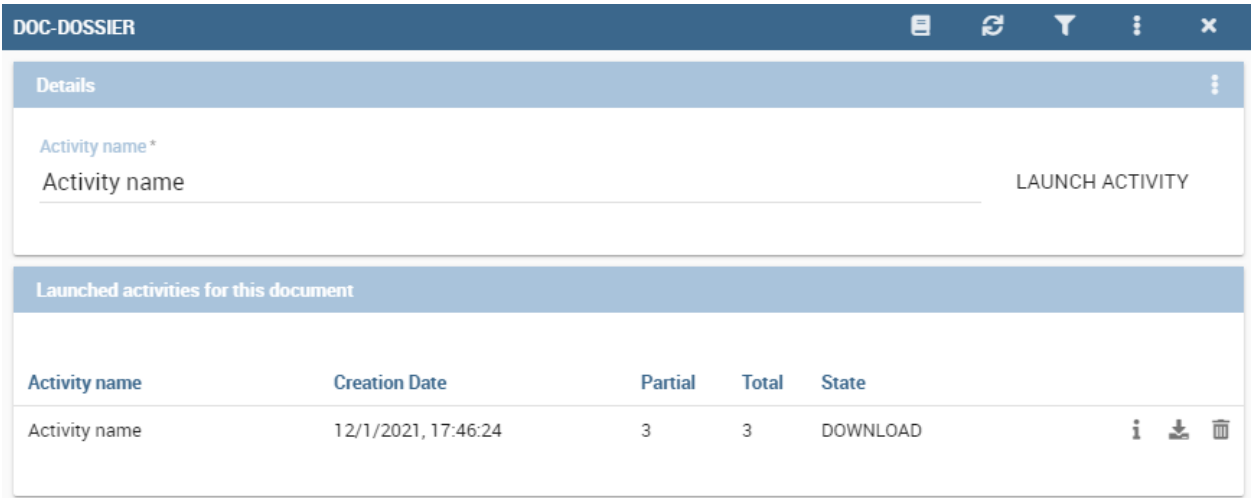 DOC-DOSSIER
Details
Activity name*
Activity name LAUNCH ACTIVITY
Launched activities for this document
Activity name Creation Date Partial Total State
Activity name 12/1/2021, 17:46:24 3 3 DOWNLOAD